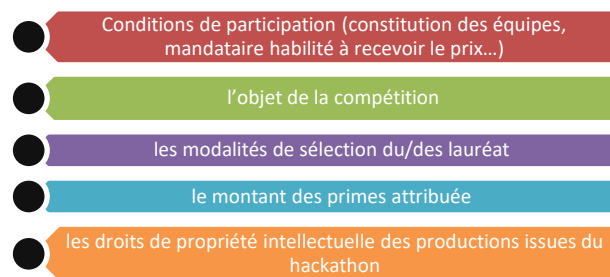 Conditions de participation (constitution des équipes,
mandataire habilité à recevoir le prix…)
l’objet de la compétition
les modalités de sélection du/des lauréat
le montant des primes attribuée
les droits de propriété intellectuelle des productions issues du
hackathon